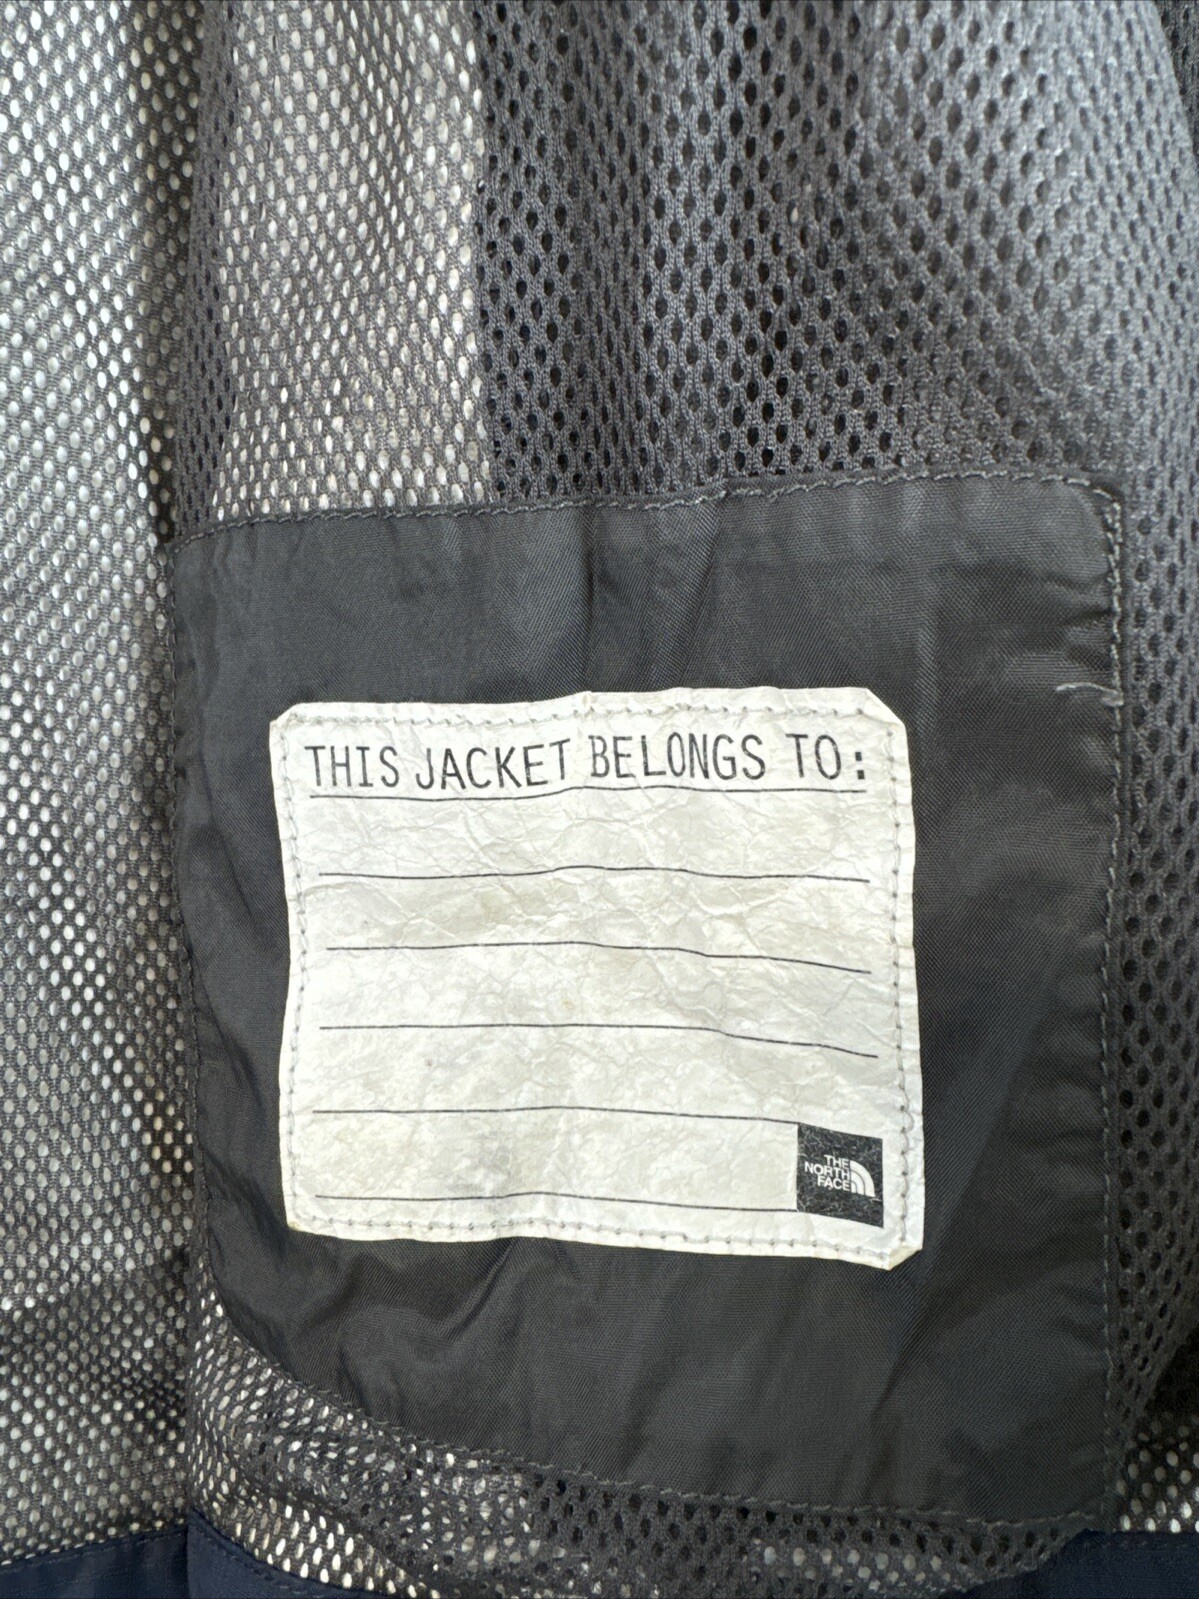 THIS JACKET BELONGS TO:
THE
NORTH
FACE